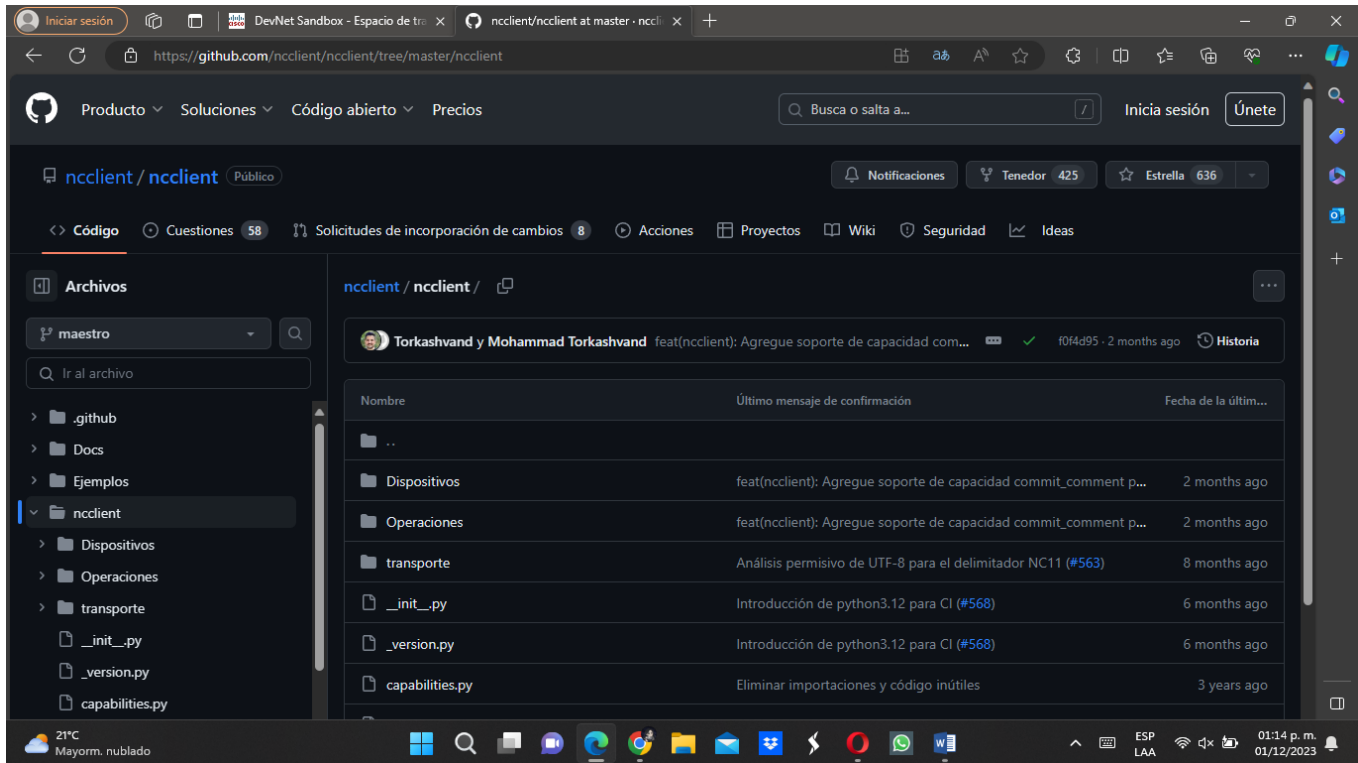 Iniciar sesión
DevNet Sandbox - Espacio de tra
ncclient/ncclient at master · nccli
https://github.com/ncclient/ncclient/tree/master/ncclient
Producto Soluciones Código abierto Precios
Busca o salta a... /
Inicia sesión Únete
ncclient / ncclient Público
Notificaciones Tenedor 425 Estrella 636
Código Cuestiones 58 Solicitudes de incorporación de cambios 8 Acciones Proyectos Wiki Seguridad Ideas
Archivos
maestro
Ir al archivo
.github
Docs
Ejemplos
ncclient
Dispositivos
Operaciones
transporte
__init__.py
_version.py
capabilities.py
ncclient / ncclient /
Torkashvand y Mohammad Torkashvand feat(ncclient): Agregue soporte de capacidad com... f0f4d95 · 2 months ago Historia
Nombre Último mensaje de confirmación Fecha de la últim...
..
Dispositivos feat(ncclient): Agregue soporte de capacidad commit_comment p... 2 months ago
Operaciones feat(ncclient): Agregue soporte de capacidad commit_comment p... 2 months ago
transporte Análisis permisivo de UTF-8 para el delimitador NC11 (#563) 8 months ago
__init__.py Introducción de python3.12 para CI (#568) 6 months ago
_version.py Introducción de python3.12 para CI (#568) 6 months ago
capabilities.py Eliminar importaciones y código inútiles 3 years ago
21°C
Mayorm. nublado
ESP
LAA
01:14 p. m.
01/12/2023